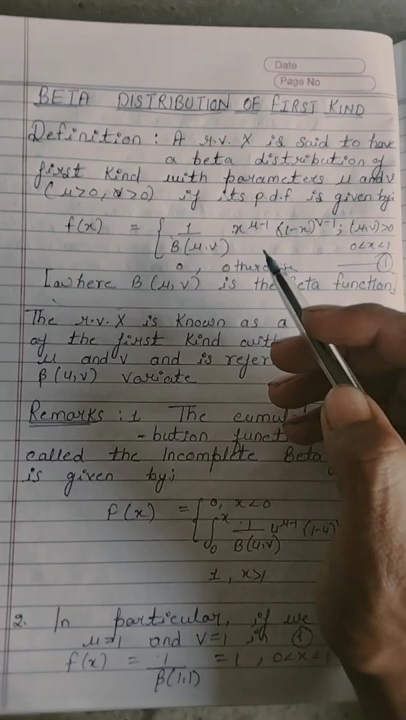 Date
Page No
BETA DISTRIBUTION OF FIRST KIND
Definition : A r.v. X is said to have
a beta distribution of
first kind with parameters μ and v
(μ>0, v>0) if its p.d.f is given by:
f(x) = { 1/B(μ,v) x^(μ-1) (1-x)^(v-1) ; (μ,v)>0
0<x<1
0, otherwise ①
[where B(μ,v) is the Beta function,
The r.v. X is known as a
of the first kind
μ and v and is
β(μ,v) variate
Remarks : 1 The
-bution
called the Incomplete Beta
is given by;
F(x) = { 0, x<0
∫₀ˣ 1/B(μ,v) u^(μ-1) (1-u)
1, x>1
2. In particular, if we
μ=1 and v=1 in ①
f(x) = 1/β(1,1) = 1, 0<x<1